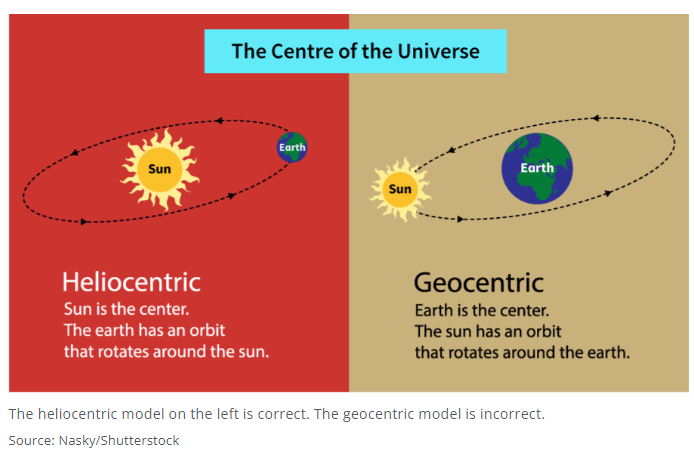 The Centre of the Universe
Sun
Earth
Heliocentric
Sun is the center.
The earth has an orbit
that rotates around the sun.
Sun
Earth
Geocentric
Earth is the center.
The sun has an orbit
that rotates around the earth.
The heliocentric model on the left is correct. The geocentric model is incorrect.
Source: Nasky/Shutterstock